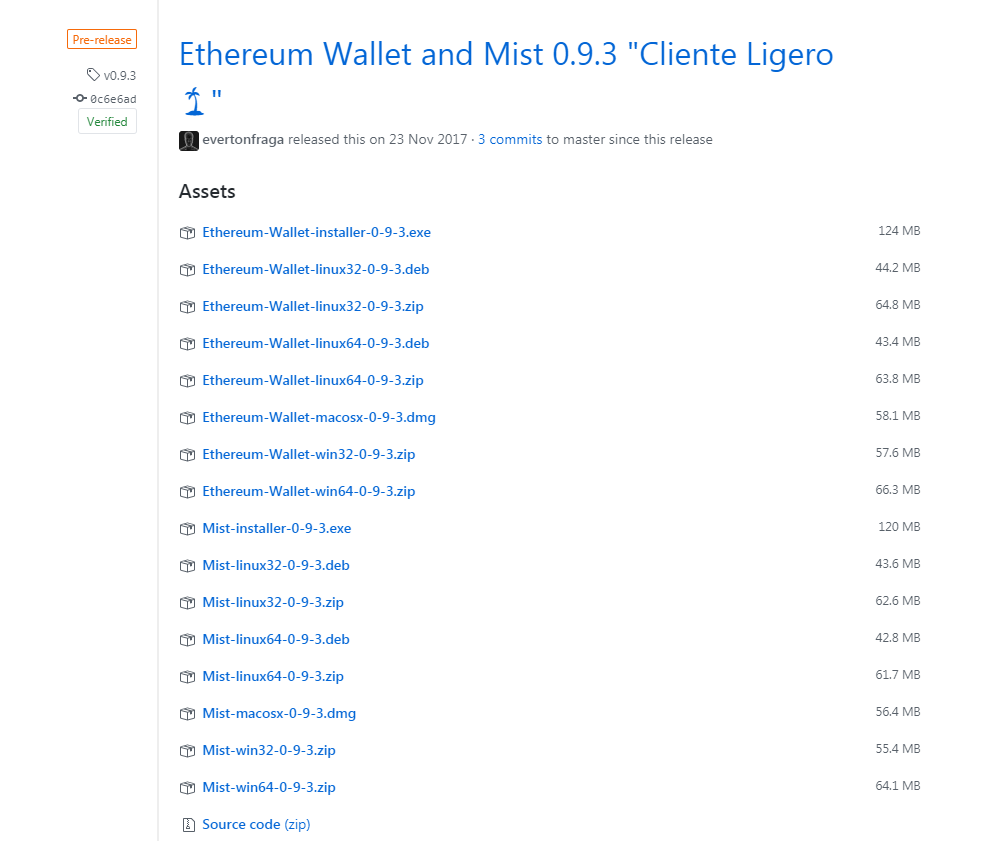 Pre-release
v0.9.3
0c6e6ad
Verified
Ethereum Wallet and Mist 0.9.3 "Cliente Ligero
🏝"
evertonfraga released this on 23 Nov 2017 · 3 commits to master since this release
Assets
Ethereum-Wallet-installer-0-9-3.exe 124 MB
Ethereum-Wallet-linux32-0-9-3.deb 44.2 MB
Ethereum-Wallet-linux32-0-9-3.zip 64.8 MB
Ethereum-Wallet-linux64-0-9-3.deb 43.4 MB
Ethereum-Wallet-linux64-0-9-3.zip 63.8 MB
Ethereum-Wallet-macosx-0-9-3.dmg 58.1 MB
Ethereum-Wallet-win32-0-9-3.zip 57.6 MB
Ethereum-Wallet-win64-0-9-3.zip 66.3 MB
Mist-installer-0-9-3.exe 120 MB
Mist-linux32-0-9-3.deb 43.6 MB
Mist-linux32-0-9-3.zip 62.6 MB
Mist-linux64-0-9-3.deb 42.8 MB
Mist-linux64-0-9-3.zip 61.7 MB
Mist-macosx-0-9-3.dmg 56.4 MB
Mist-win32-0-9-3.zip 55.4 MB
Mist-win64-0-9-3.zip 64.1 MB
Source code (zip)